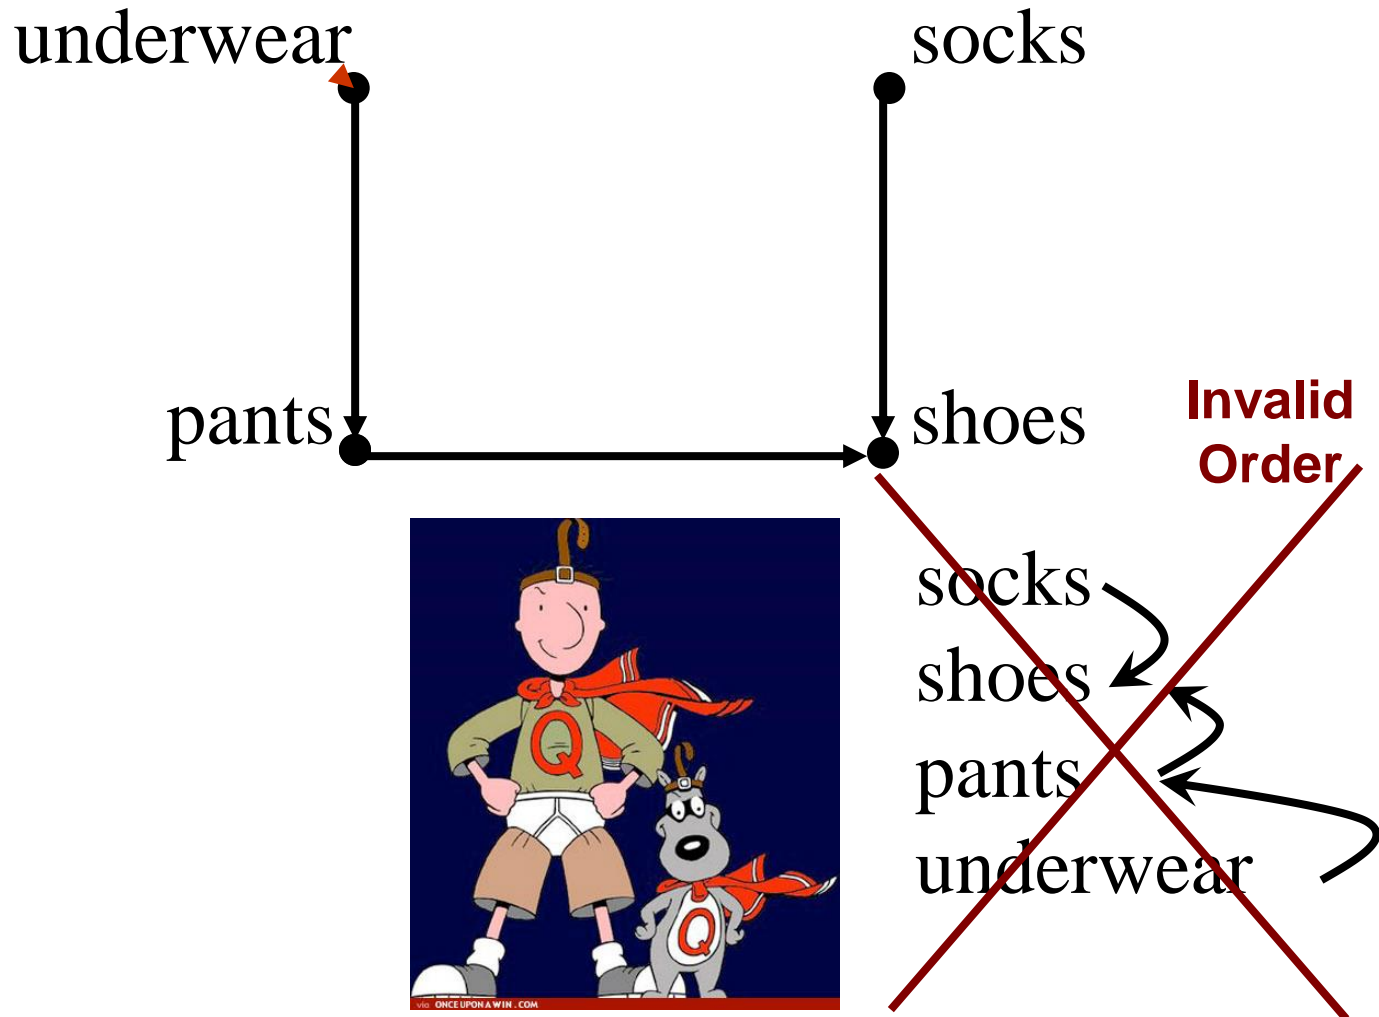 underwear
socks
pants
shoes
Invalid
Order
socks
shoes
pants
underwear
Q
Q
via ONCE UPON A WIN . COM